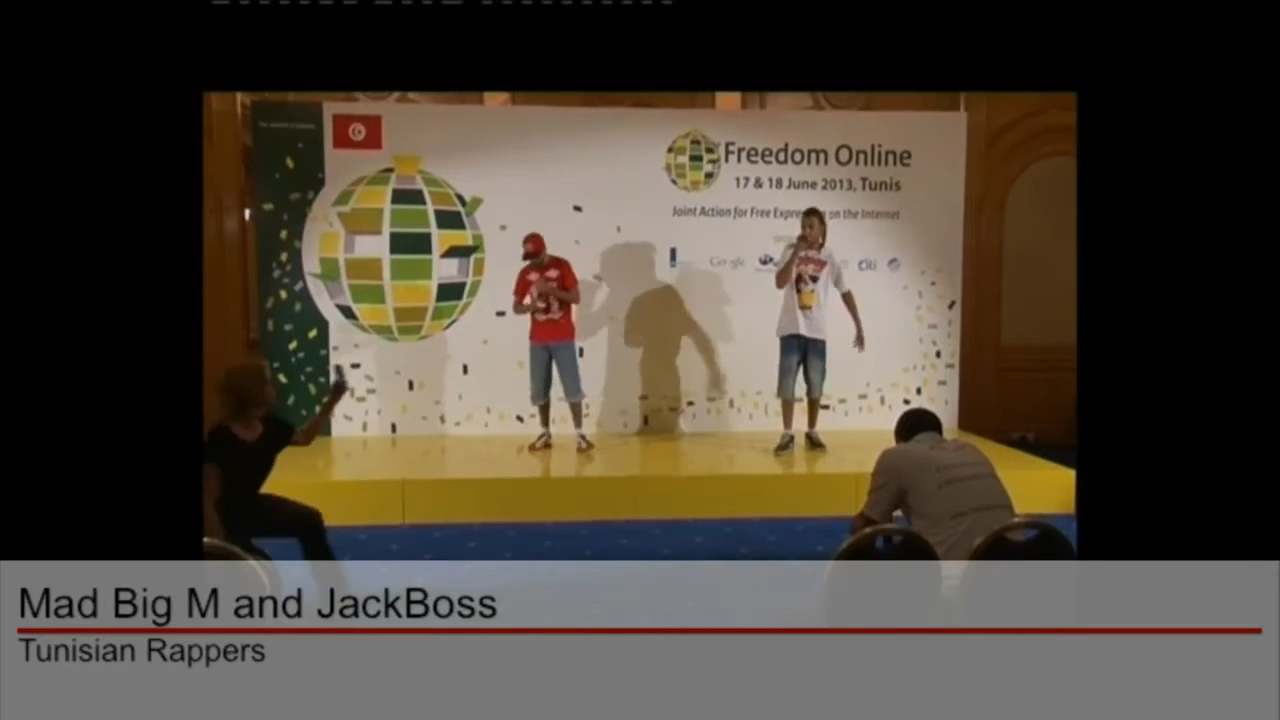 Freedom Online
17 & 18 June 2013, Tunis
Joint Action for Free on the Internet
Google
Mad Big M and JackBoss
Tunisian Rappers